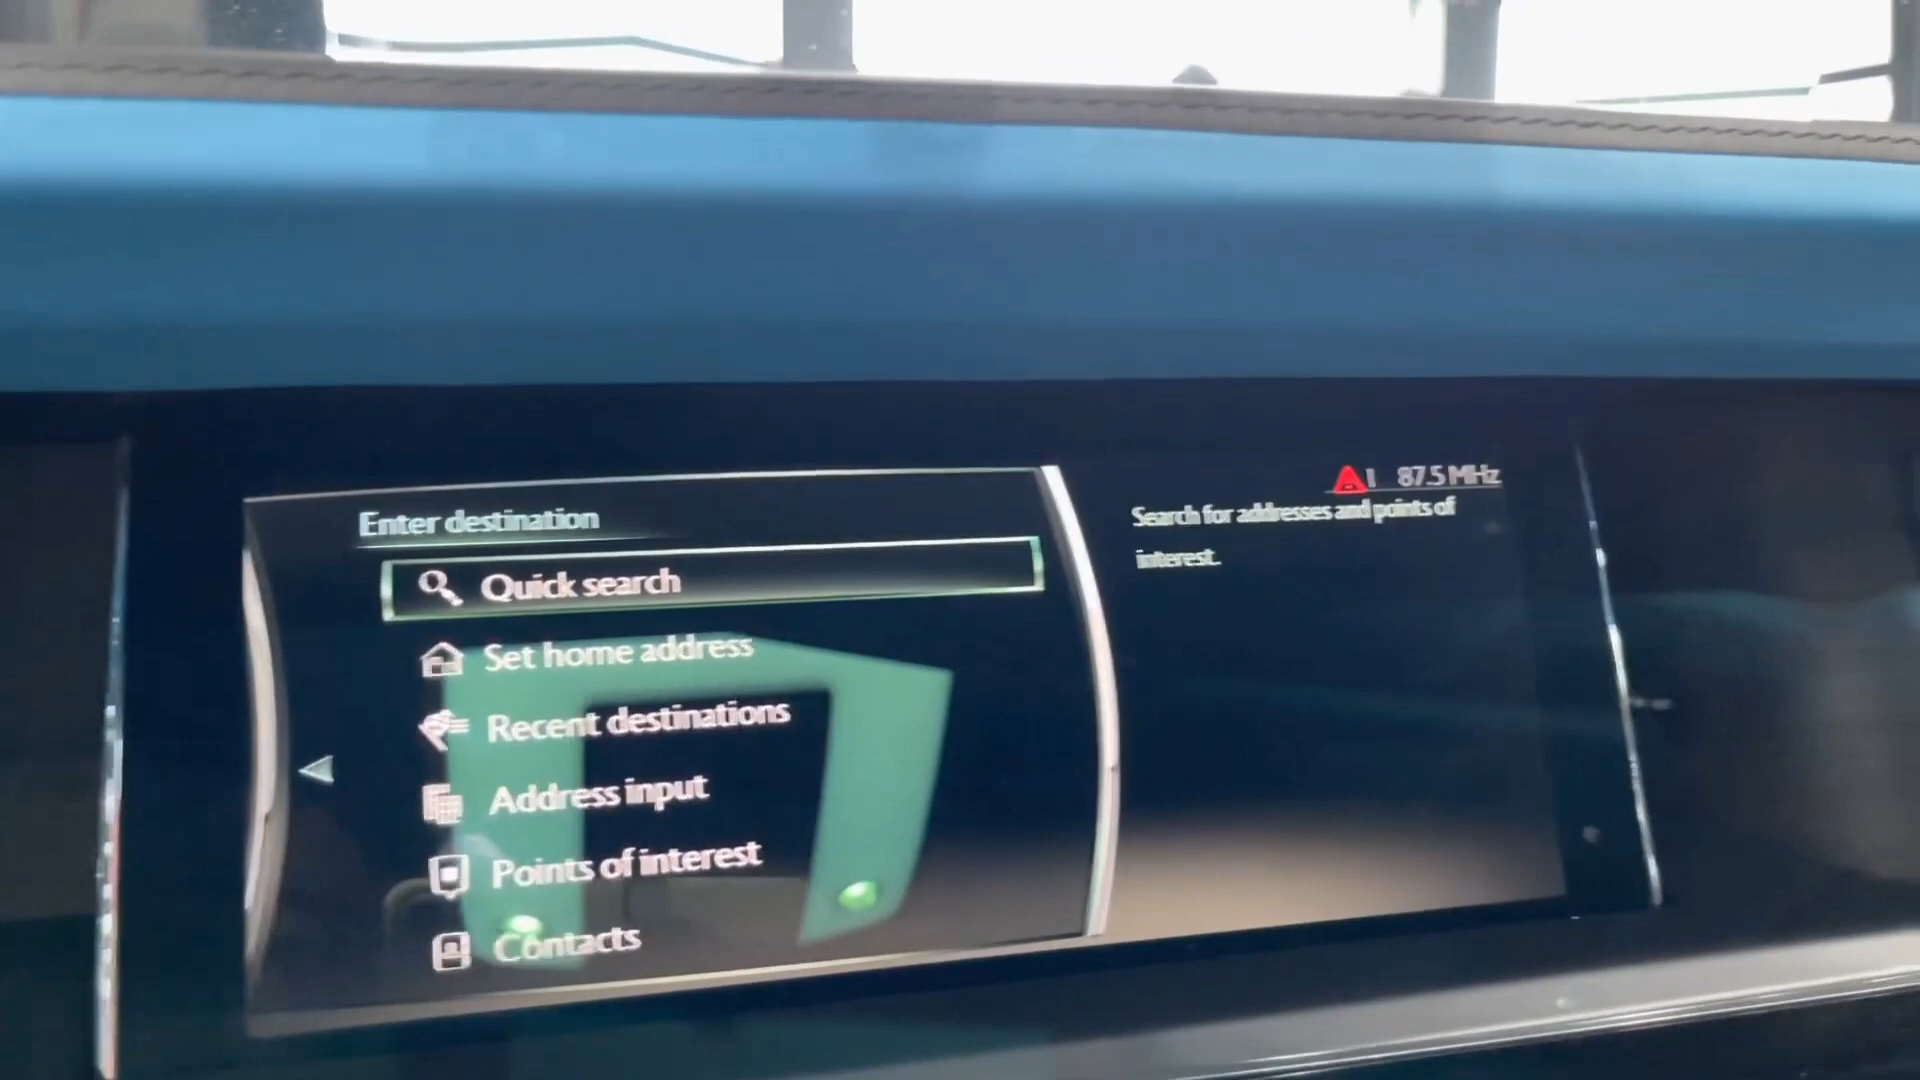 Enter destination
Quick search
Set home address
Recent destinations
Address input
Points of interest
Contacts
1 87.5 MHz
Search for addresses and points of
interest.